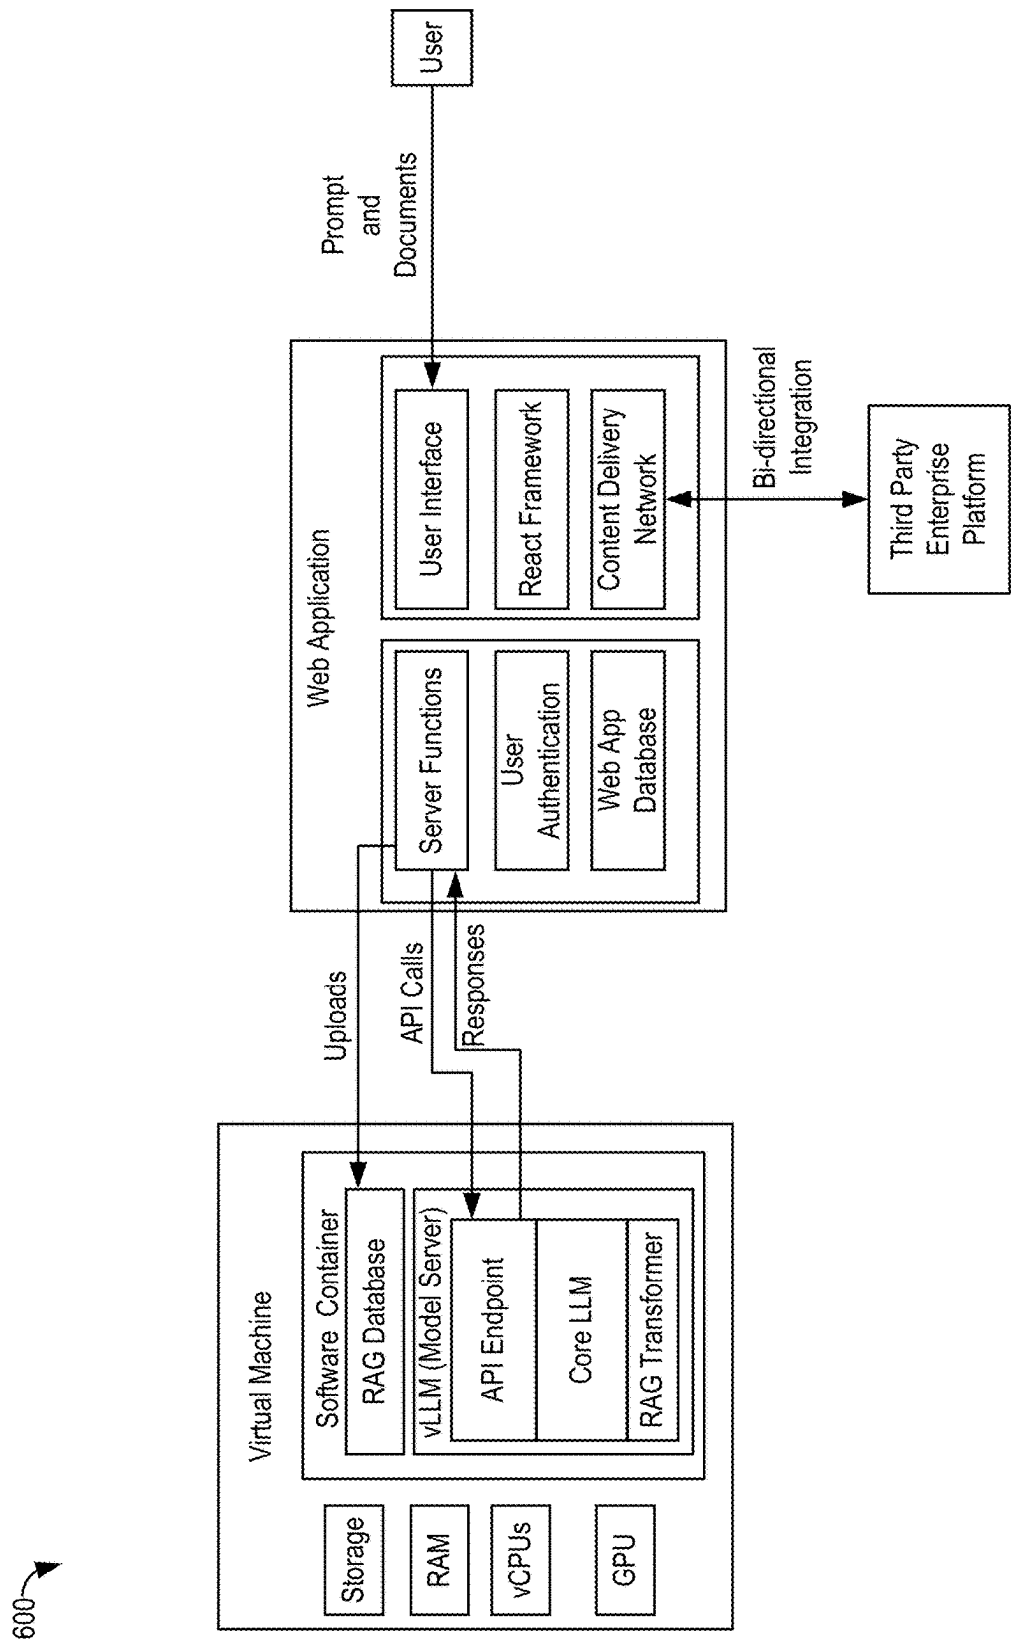 600
Virtual Machine
Storage
RAM
vCPUs
GPU
Software Container
RAG Database
vLLM (Model Server)
API Endpoint
Core LLM
RAG Transformer
Uploads
API Calls
Responses
Web Application
Server Functions
User
Authentication
Web App
Database
User Interface
React Framework
Content Delivery
Network
Prompt
and
Documents
User
Bi-directional
Integration
Third Party
Enterprise
Platform